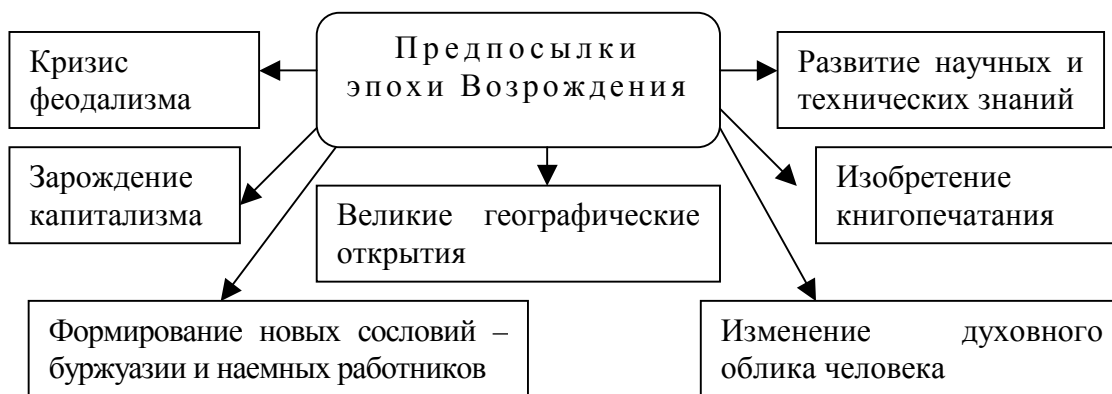 Предпосылки
эпохи Возрождения
Кризис
феодализма
Развитие научных и
технических знаний
Зарождение
капитализма
Великие географические
открытия
Изобретение
книгопечатания
Формирование новых сословий –
буржуазии и наемных работников
Изменение духовного
облика человека